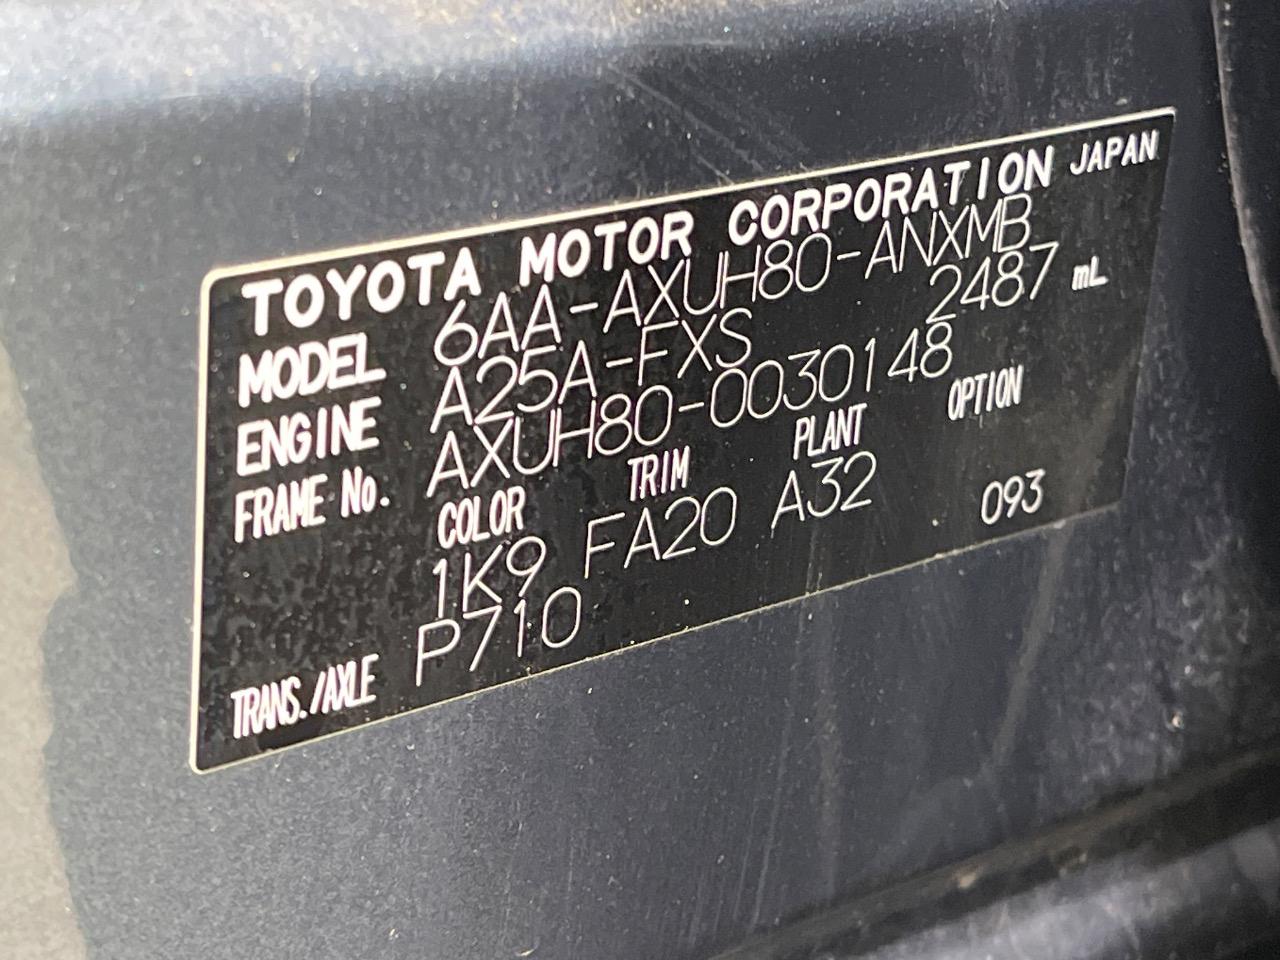 TOYOTA MOTOR CORPORATION JAPAN
MODEL 6AA-AXUH80-ANXMB
ENGINE A25A-FXS 2487 mL
FRAME No. AXUH80-0030148
COLOR TRIM PLANT OPTION
1K9 FA20 A32 093
TRANS./AXLE P710